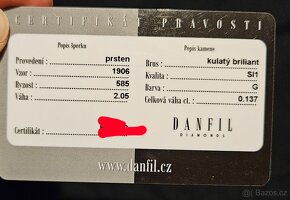 CERTIFIKÁT PRAVOSTI
Popis šperku
Provedení : prsten
Vzor : 1906
Ryzost : 585
Váha : 2.05
Certifikát :
Popis kamene
Brus : kulatý briliant
Kvalita : SI1
Barva : G
Celková váha ct. : 0.137
DANFIL
DIAMONDS
www.danfil.cz
Bazos.cz